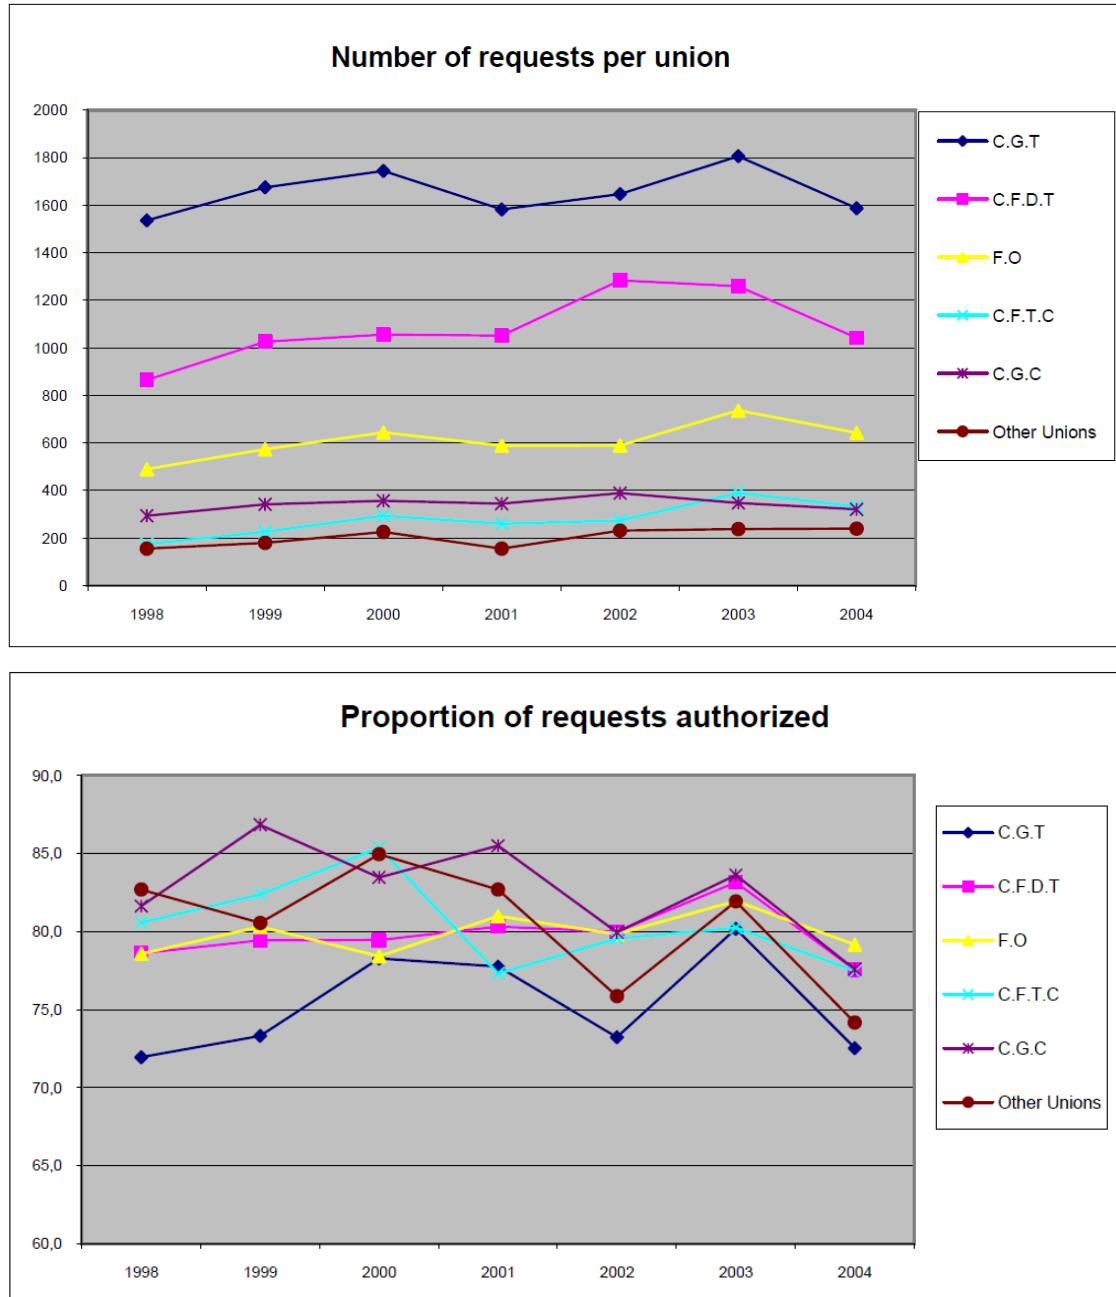 Number of requests per union
2000
1800
1600
1400
1200
1000
800
600
400
200
0
1998 1999 2000 2001 2002 2003 2004
C.G.T
C.F.D.T
F.O
C.F.T.C
C.G.C
Other Unions
Proportion of requests authorized
90,0
85,0
80,0
75,0
70,0
65,0
60,0
1998 1999 2000 2001 2002 2003 2004
C.G.T
C.F.D.T
F.O
C.F.T.C
C.G.C
Other Unions